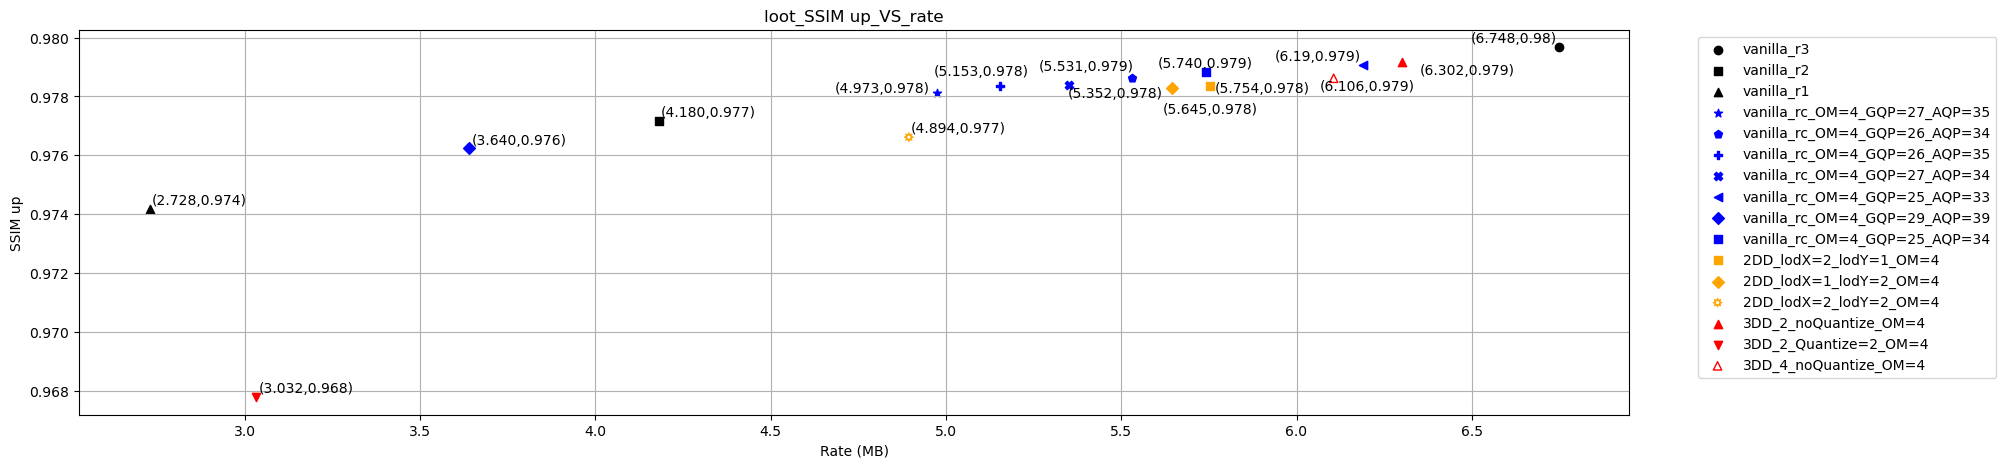 loot_SSIM up_VS_rate
SSIM up
0.980
0.978
0.976
0.974
0.972
0.970
0.968
(6.748,0.98)
(6.19,0.979)
(5.740,0.979)
(5.531,0.979)
(5.153,0.978)
(6.302,0.979)
(4.973,0.978)
(5.352,0.978)
(5.754,0.978)
(6.106,0.979)
(5.645,0.978)
(4.180,0.977)
(4.894,0.977)
(3.640,0.976)
(2.728,0.974)
(3.032,0.968)
3.0
3.5
4.0
4.5
5.0
5.5
6.0
6.5
Rate (MB)
vanilla_r3
vanilla_r2
vanilla_r1
vanilla_rc_OM=4_GQP=27_AQP=35
vanilla_rc_OM=4_GQP=26_AQP=34
vanilla_rc_OM=4_GQP=26_AQP=35
vanilla_rc_OM=4_GQP=27_AQP=34
vanilla_rc_OM=4_GQP=25_AQP=33
vanilla_rc_OM=4_GQP=29_AQP=39
vanilla_rc_OM=4_GQP=25_AQP=34
2DD_lodX=2_lodY=1_OM=4
2DD_lodX=1_lodY=2_OM=4
2DD_lodX=2_lodY=2_OM=4
3DD_2_noQuantize_OM=4
3DD_2_Quantize=2_OM=4
3DD_4_noQuantize_OM=4